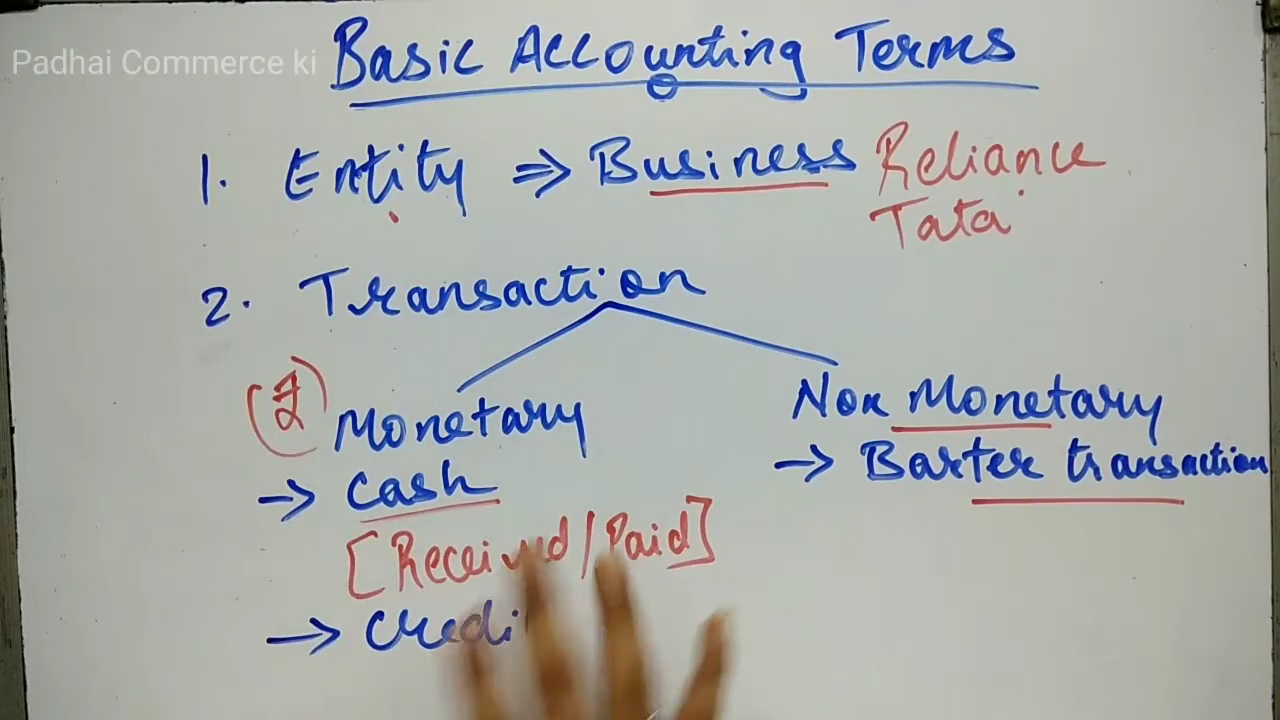 Padhai Commerce ki
Basic Accounting Terms
1. Entity ⇒ Business Reliance
Tata
2. Transaction
(₹) Monetary
Non Monetary
→ Cash
→ Barter transaction
[Received/Paid]
→ Credit